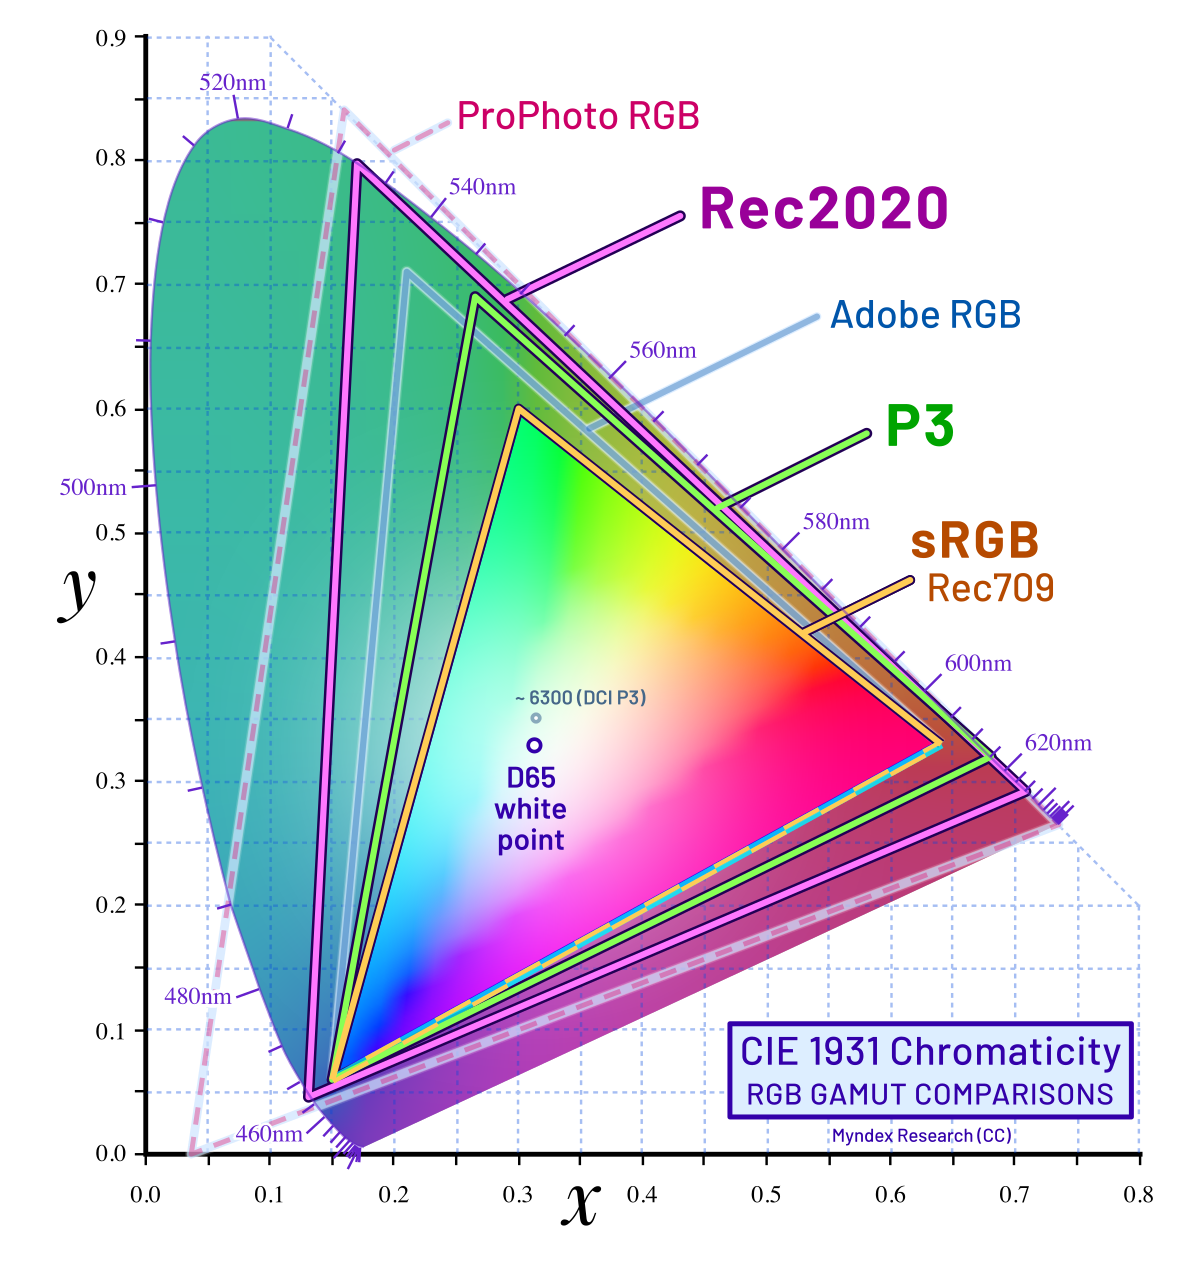 0.9
520nm
ProPhoto RGB
0.8
540nm
Rec2020
0.7
Adobe RGB
560nm
0.6
P3
500nm
580nm
0.5
sRGB
Rec709
y
0.4
600nm
~ 6300 (DCI P3)
620nm
D65
white
point
0.3
0.2
480nm
0.1
CIE 1931 Chromaticity
RGB GAMUT COMPARISONS
460nm
Myndex Research (CC)
0.0
0.0 0.1 0.2 0.3 0.4 0.5 0.6 0.7 0.8
x